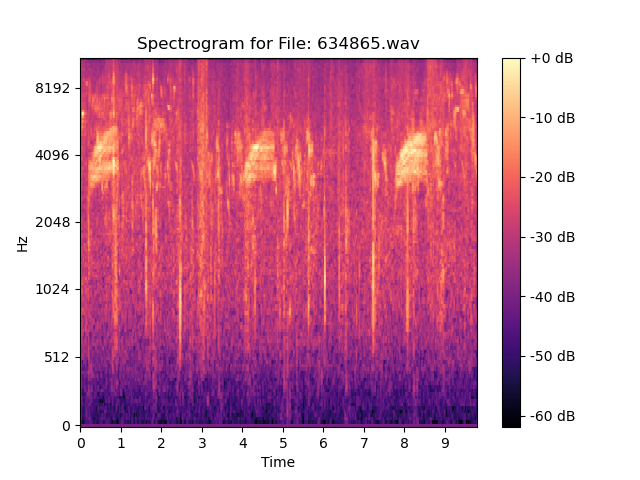 Spectrogram for File: 634865.wav
8192
4096
2048
1024
512
0
Hz
0 1 2 3 4 5 6 7 8 9
Time
+0 dB
-10 dB
-20 dB
-30 dB
-40 dB
-50 dB
-60 dB